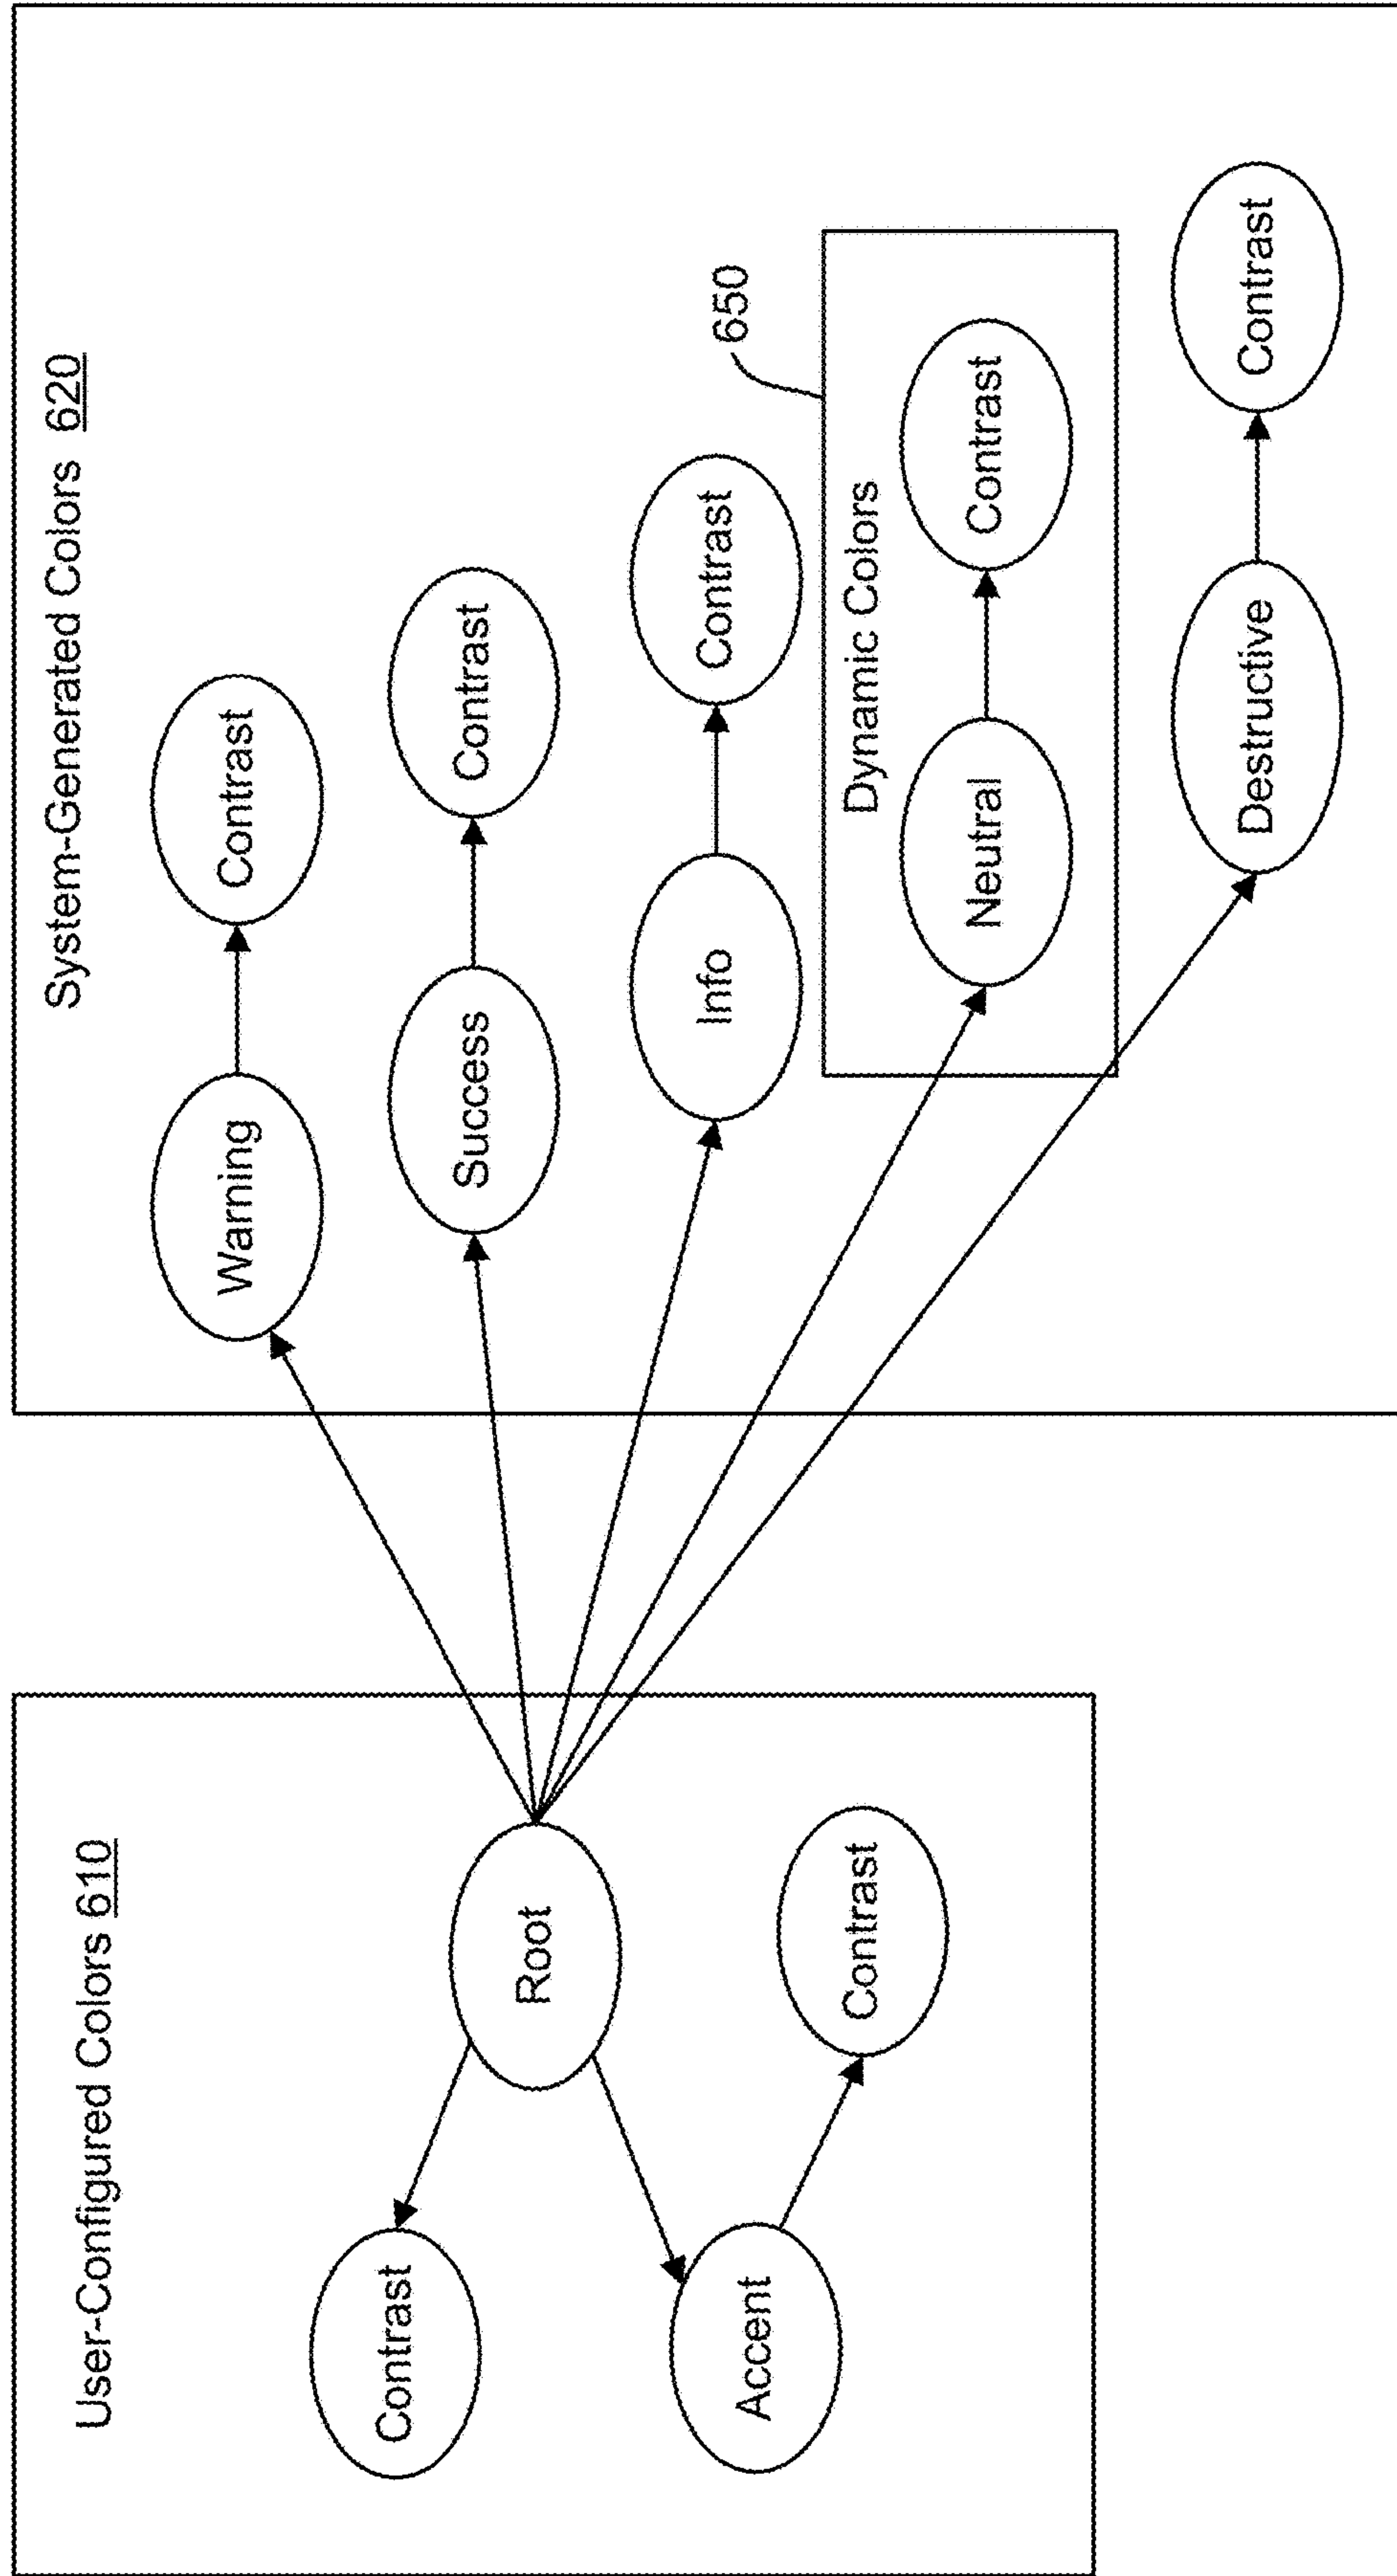 User-Configured Colors 610
Contrast
Root
Accent
Contrast
System-Generated Colors 620
Warning
Contrast
Success
Contrast
Info
Contrast
650
Dynamic Colors
Neutral
Contrast
Destructive
Contrast